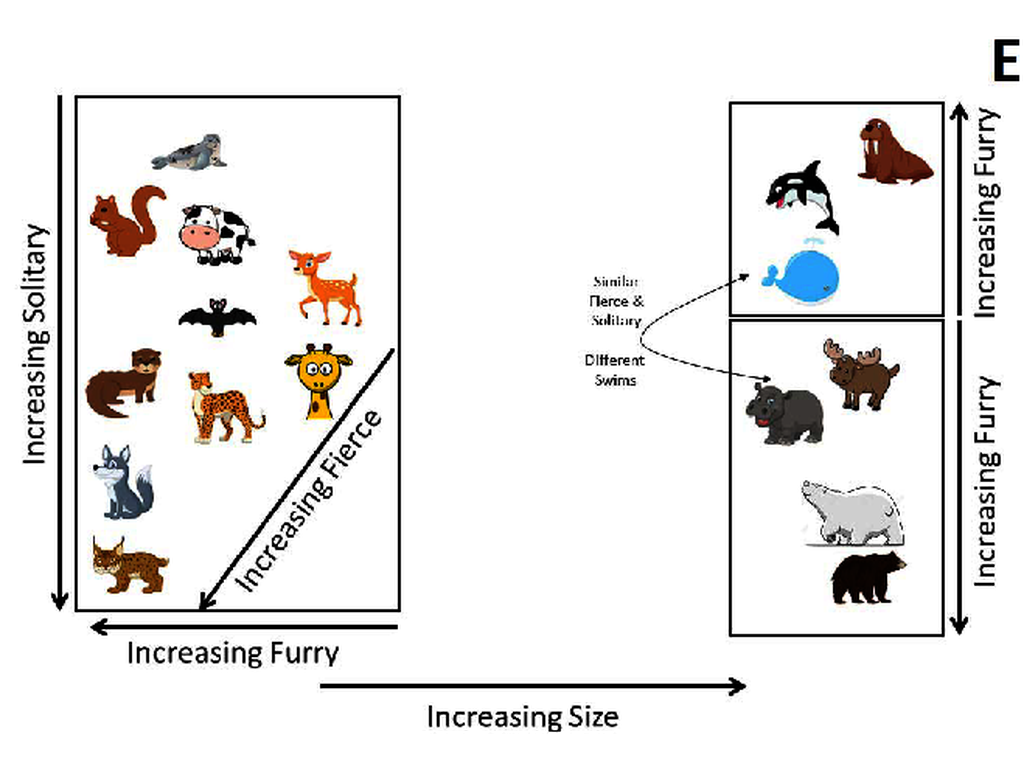 E
Increasing Solitary
Increasing Fierce
Increasing Furry
Increasing Size
Similar
Fierce &
Solitary
Different
Swims
Increasing Furry
Increasing Furry